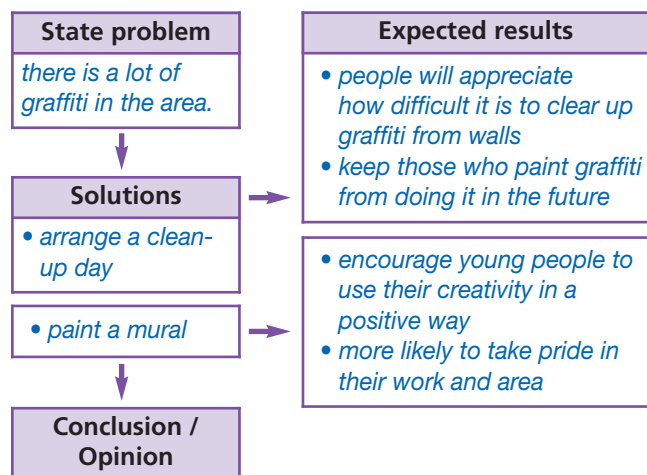 State problem
there is a lot of
graffiti in the area.
Solutions
• arrange a clean-
up day
• paint a mural
Conclusion /
Opinion
Expected results
• people will appreciate
how difficult it is to clear up
graffiti from walls
• keep those who paint graffiti
from doing it in the future
• encourage young people to
use their creativity in a
positive way
• more likely to take pride in
their work and area